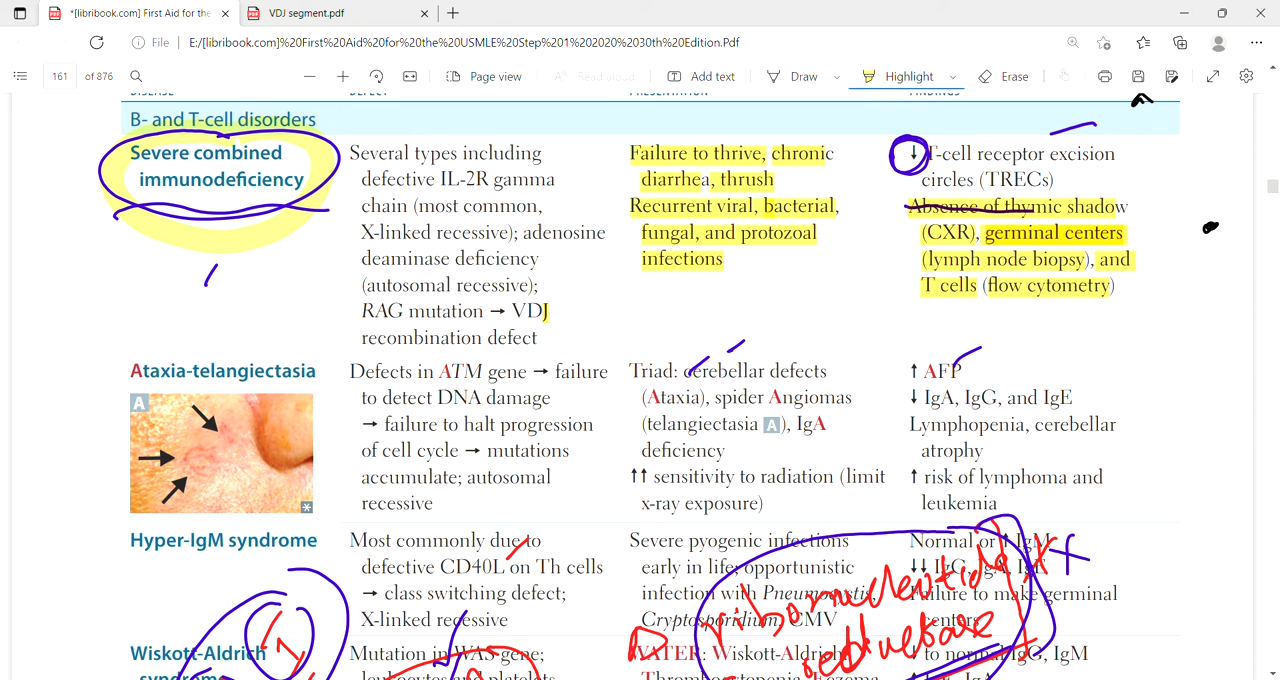 *[libribook.com] First Aid for the
VDJ segment.pdf
File E:/[libribook.com]%20First%20Aid%20for%20the%20USMLE%20Step%201%202020%2030th%20Edition.Pdf
161 of 876 Page view Read aloud Add text Draw Highlight Erase
DISEASE DEFECT PRESENTATION FINDINGS
B- and T-cell disorders
Severe combined
immunodeficiency
Several types including
defective IL-2R gamma
chain (most common,
X-linked recessive); adenosine
deaminase deficiency
(autosomal recessive);
RAG mutation → VDJ
recombination defect
Failure to thrive, chronic
diarrhea, thrush
Recurrent viral, bacterial,
fungal, and protozoal
infections
↓ T-cell receptor excision
circles (TRECs)
Absence of thymic shadow
(CXR), germinal centers
(lymph node biopsy), and
T cells (flow cytometry)
Ataxia-telangiectasia
A
Defects in ATM gene → failure
to detect DNA damage
→ failure to halt progression
of cell cycle → mutations
accumulate; autosomal
recessive
Triad: cerebellar defects
(Ataxia), spider Angiomas
(telangiectasia A), IgA
deficiency
↑↑ sensitivity to radiation (limit
x-ray exposure)
↑ AFP
↓ IgA, IgG, and IgE
Lymphopenia, cerebellar
atrophy
↑ risk of lymphoma and
leukemia
Hyper-IgM syndrome
Most commonly due to
defective CD40L on Th cells
→ class switching defect;
X-linked recessive
Severe pyogenic infections
early in life; opportunistic
infection with Pneumocystis,
Cryptosporidium, CMV
Normal or ↑ IgM
↓↓ IgG, IgA, IgE
Failure to make germinal
centers
Wiskott-Aldrich
syndrome
Mutation in WAS gene;
leukocytes and platelets
WATER: Wiskott-Aldrich:
Thrombocytopenia, Eczema
↓ to normal IgG, IgM